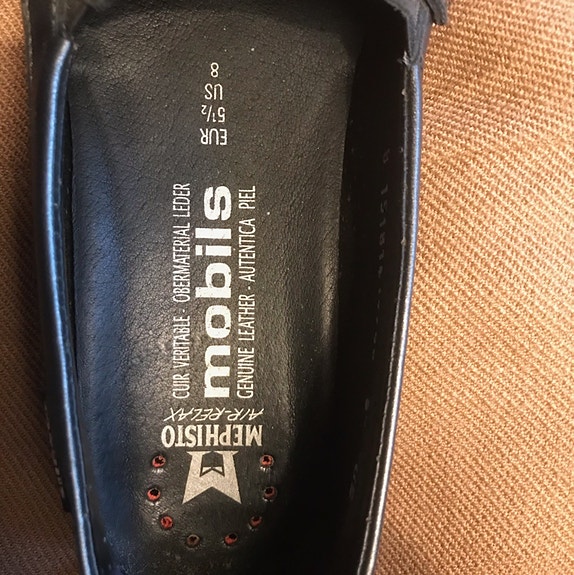 MEPHISTO
AIR-RELAX
CUIR VERITABLE · OBERMATERIAL LEDER
mobils
GENUINE LEATHER · AUTENTICA PIEL
EUR
5½
US
8